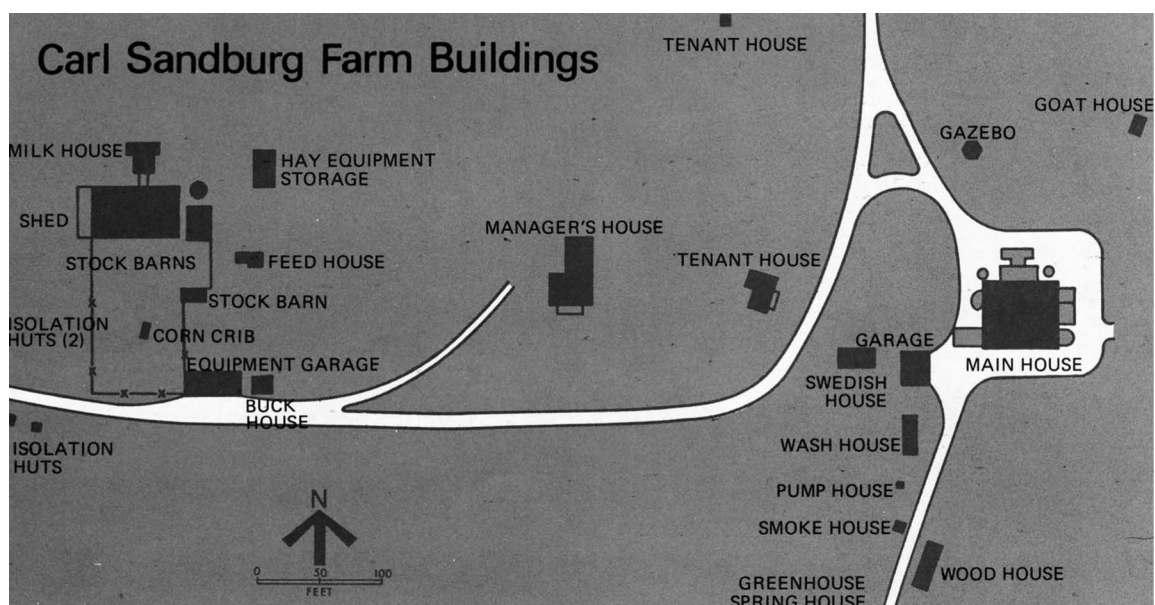 Carl Sandburg Farm Buildings
TENANT HOUSE
GOAT HOUSE
GAZEBO
MILK HOUSE
HAY EQUIPMENT
STORAGE
SHED
MANAGER'S HOUSE
STOCK BARNS
FEED HOUSE
TENANT HOUSE
STOCK BARN
ISOLATION
HUTS (2)
CORN CRIB
GARAGE
EQUIPMENT GARAGE
MAIN HOUSE
SWEDISH
HOUSE
BUCK
HOUSE
WASH HOUSE
ISOLATION
HUTS
PUMP HOUSE
N
SMOKE HOUSE
0 50 100
FEET
WOOD HOUSE
GREENHOUSE
SPRING HOUSE